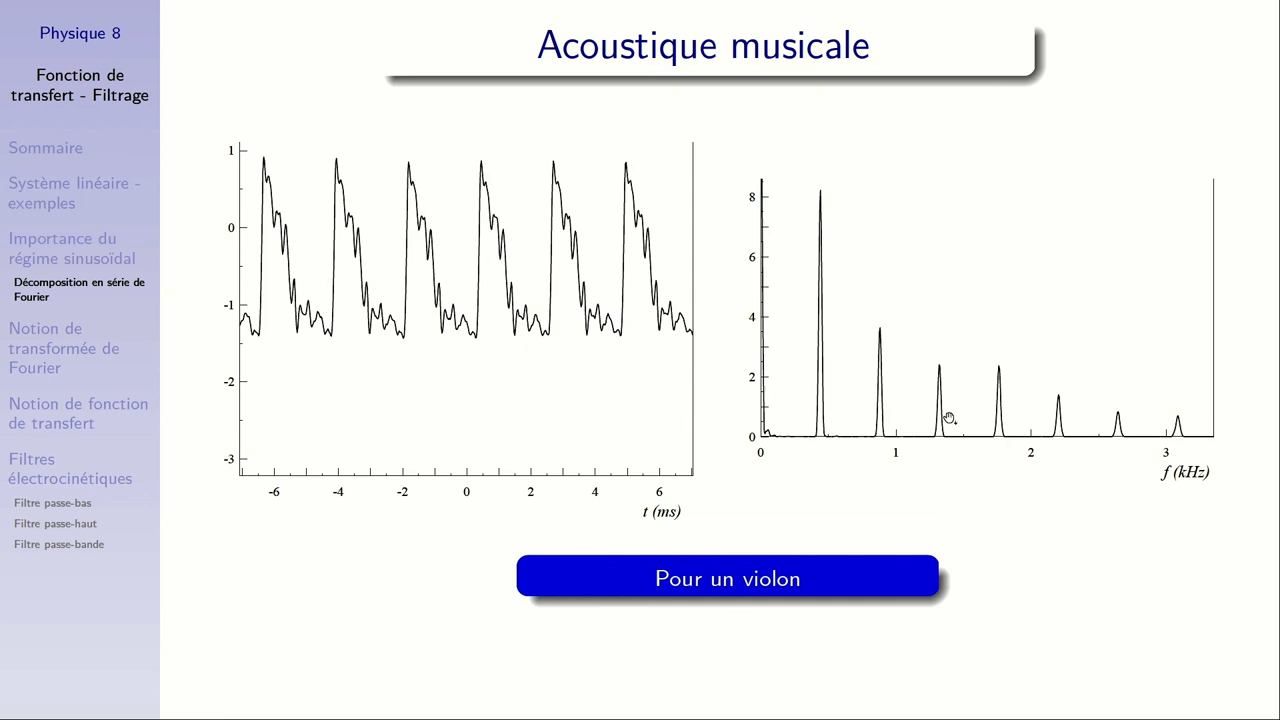 Physique 8
Fonction de
transfert - Filtrage
Sommaire
Système linéaire -
exemples
Importance du
régime sinusoïdal
Décomposition en série de
Fourier
Notion de
transformée de
Fourier
Notion de fonction
de transfert
Filtres
électrocinétiques
Filtre passe-bas
Filtre passe-haut
Filtre passe-bande
Acoustique musicale
1
0
-1
-2
-3
-6 -4 -2 0 2 4 6
t (ms)
8
6
4
2
0
0 1 2 3
f (kHz)
Pour un violon